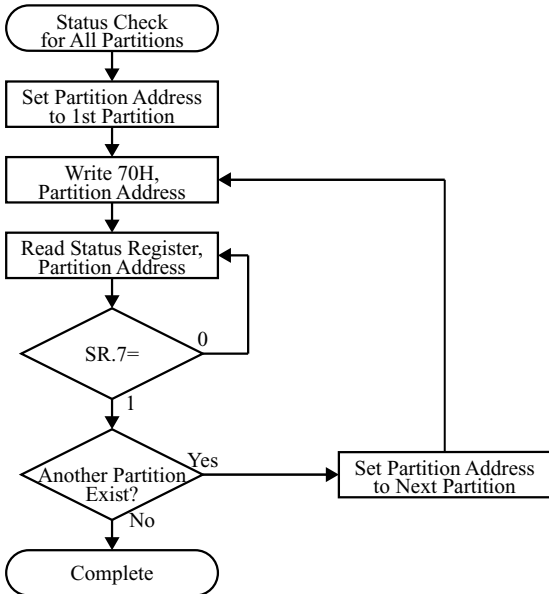 Status Check
for All Partitions
Set Partition Address
to 1st Partition
Write 70H,
Partition Address
Read Status Register,
Partition Address
SR.7=
0
1
Another Partition
Exist?
Yes
Set Partition Address
to Next Partition
No
Complete